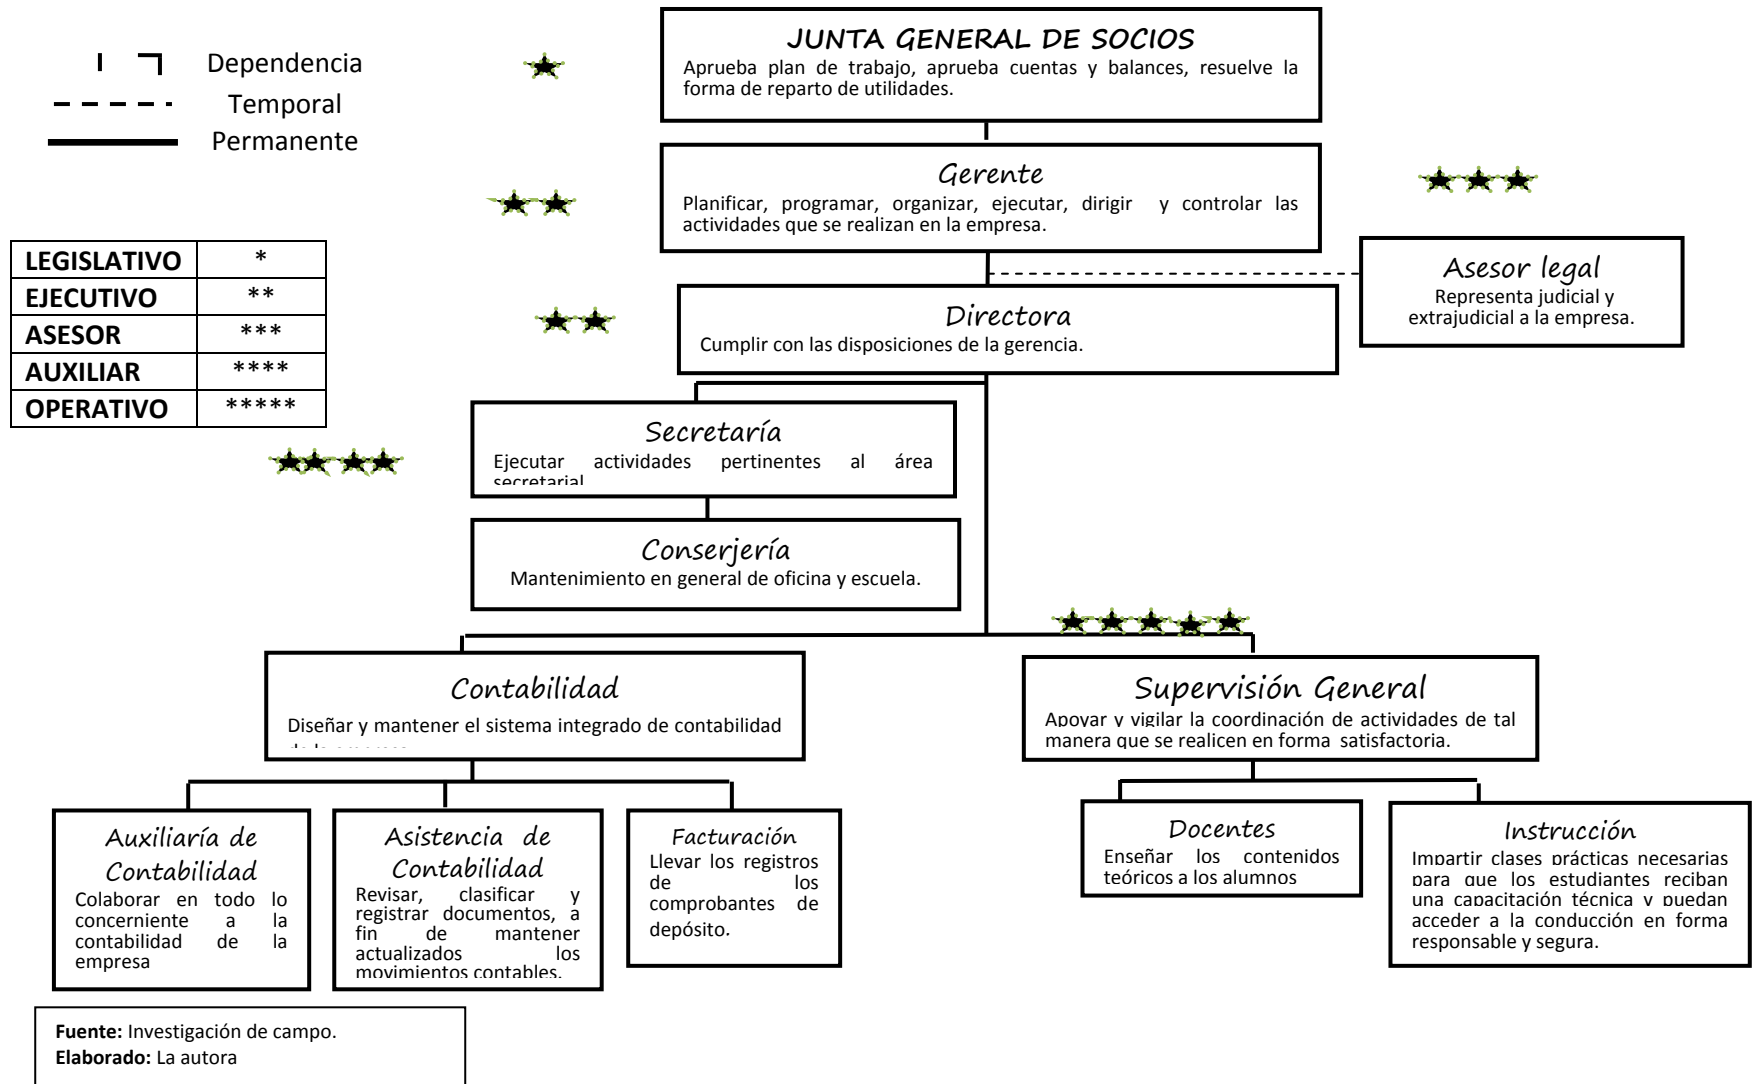 Dependencia
Temporal
Permanente
JUNTA GENERAL DE SOCIOS
Aprueba plan de trabajo, aprueba cuentas y balances, resuelve la
forma de reparto de utilidades.
Gerente
Planificar, programar, organizar, ejecutar, dirigir y controlar las
actividades que se realizan en la empresa.
LEGISLATIVO *
EJECUTIVO **
ASESOR ***
AUXILIAR ****
OPERATIVO *****
Asesor legal
Representa judicial y
extrajudicial a la empresa.
Directora
Cumplir con las disposiciones de la gerencia.
Secretaría
Ejecutar actividades pertinentes al área
secretarial
Conserjería
Mantenimiento en general de oficina y escuela.
Contabilidad
Diseñar y mantener el sistema integrado de contabilidad
Supervisión General
Apoyar y vigilar la coordinación de actividades de tal
manera que se realicen en forma satisfactoria.
Auxiliaría de
Contabilidad
Colaborar en todo lo
concerniente a la
contabilidad de la
empresa
Asistencia de
Contabilidad
Revisar, clasificar y
registrar documentos, a
fin de mantener
actualizados los
movimientos contables.
Facturación
Llevar los registros
de los
comprobantes de
depósito.
Docentes
Enseñar los contenidos
teóricos a los alumnos
Instrucción
Impartir clases prácticas necesarias
para que los estudiantes reciban
una capacitación técnica y puedan
acceder a la conducción en forma
responsable y segura.
Fuente: Investigación de campo.
Elaborado: La autora